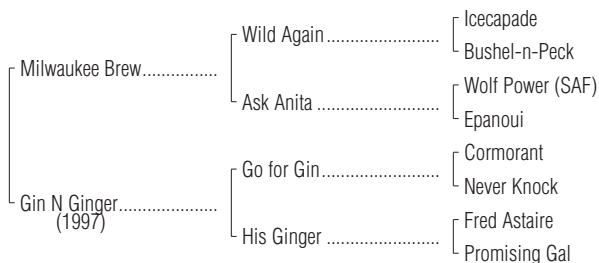 Icecapade
Wild Again........................
Bushel-n-Peck
Milwaukee Brew................
Wolf Power (SAF)
Ask Anita ..........................
Epanoui
Cormorant
Go for Gin.........................
Never Knock
Gin N Ginger.....................
(1997)
Fred Astaire
His Ginger ........................
Promising Gal